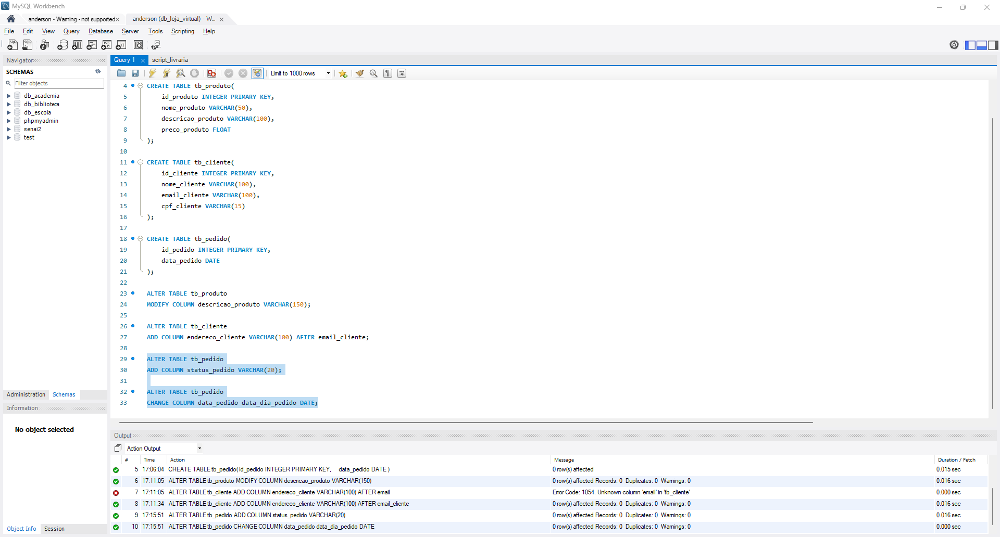 MySQL Workbench
anderson - Warning - not supported
anderson (db_loja_virtual) - W...
File Edit View Query Database Server Tools Scripting Help
Navigator
SCHEMAS
Filter objects
db_academia
db_biblioteca
db_escola
phpmyadmin
senai2
test
Administration Schemas
Information
No object selected
Object Info Session
Query 1 script_livraria
Limit to 1000 rows
4 CREATE TABLE tb_produto(
5 id_produto INTEGER PRIMARY KEY,
6 nome_produto VARCHAR(50),
7 descricao_produto VARCHAR(100),
8 preco_produto FLOAT
9 );
10
11 CREATE TABLE tb_cliente(
12 id_cliente INTEGER PRIMARY KEY,
13 nome_cliente VARCHAR(100),
14 email_cliente VARCHAR(100),
15 cpf_cliente VARCHAR(15)
16 );
17
18 CREATE TABLE tb_pedido(
19 id_pedido INTEGER PRIMARY KEY,
20 data_pedido DATE
21 );
22
23 ALTER TABLE tb_produto
24 MODIFY COLUMN descricao_produto VARCHAR(150);
25
26 ALTER TABLE tb_cliente
27 ADD COLUMN endereco_cliente VARCHAR(100) AFTER email_cliente;
28
29 ALTER TABLE tb_pedido
30 ADD COLUMN status_pedido VARCHAR(20);
31
32 ALTER TABLE tb_pedido
33 CHANGE COLUMN data_pedido data_dia_pedido DATE;
Output
Action Output
# Time Action Message Duration / Fetch
5 17:06:04 CREATE TABLE tb_pedido( id_pedido INTEGER PRIMARY KEY, data_pedido DATE ) 0 row(s) affected 0.015 sec
6 17:11:05 ALTER TABLE tb_produto MODIFY COLUMN descricao_produto VARCHAR(150) 0 row(s) affected Records: 0 Duplicates: 0 Warnings: 0 0.016 sec
7 17:11:05 ALTER TABLE tb_cliente ADD COLUMN endereco_cliente VARCHAR(100) AFTER email Error Code: 1054. Unknown column 'email' in 'tb_cliente' 0.000 sec
8 17:11:34 ALTER TABLE tb_cliente ADD COLUMN endereco_cliente VARCHAR(100) AFTER email_cliente 0 row(s) affected Records: 0 Duplicates: 0 Warnings: 0 0.016 sec
9 17:15:51 ALTER TABLE tb_pedido ADD COLUMN status_pedido VARCHAR(20) 0 row(s) affected Records: 0 Duplicates: 0 Warnings: 0 0.016 sec
10 17:15:51 ALTER TABLE tb_pedido CHANGE COLUMN data_pedido data_dia_pedido DATE 0 row(s) affected Records: 0 Duplicates: 0 Warnings: 0 0.000 sec